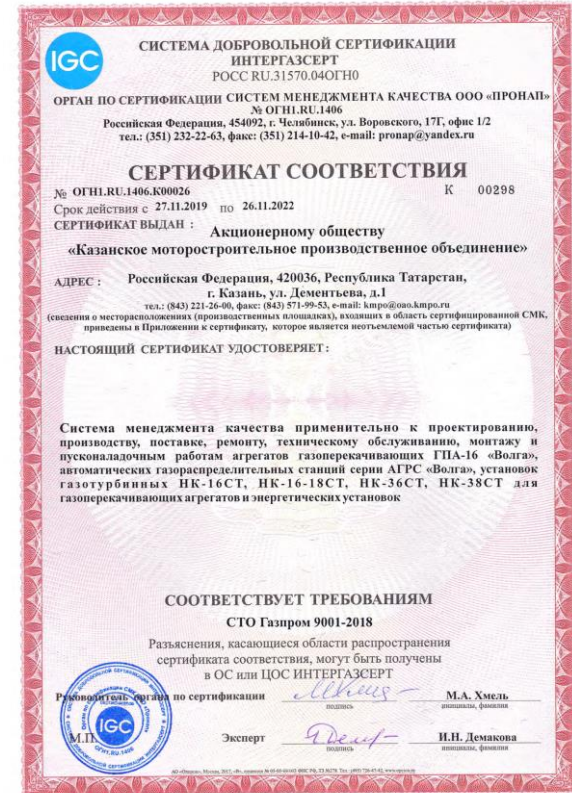 IGC
СИСТЕМА ДОБРОВОЛЬНОЙ СЕРТИФИКАЦИИ
ИНТЕРГАЗСЕРТ
РОСС RU.31570.04ОГН0
ОРГАН ПО СЕРТИФИКАЦИИ СИСТЕМ МЕНЕДЖМЕНТА КАЧЕСТВА ООО «ПРОНАП»
№ ОГН1.RU.1406
Российская Федерация, 454092, г. Челябинск, ул. Воровского, 17Г, офис 1/2
тел.: (351) 232-22-63, факс: (351) 214-10-42, e-mail: pronap@yandex.ru
СЕРТИФИКАТ СООТВЕТСТВИЯ
№ ОГН1.RU.1406.К00026 К 00298
Срок действия с 27.11.2019 по 26.11.2022
СЕРТИФИКАТ ВЫДАН :
Акционерному обществу
«Казанское моторостроительное производственное объединение»
АДРЕС : Российская Федерация, 420036, Республика Татарстан,
г. Казань, ул. Дементьева, д.1
тел.: (843) 221-26-00, факс: (843) 571-99-53, e-mail: kmpo@oao.kmpo.ru
(сведения о месторасположениях (производственных площадках), входящих в область сертифицированной СМК,
приведены в Приложении к сертификату, которое является неотъемлемой частью сертификата)
НАСТОЯЩИЙ СЕРТИФИКАТ УДОСТОВЕРЯЕТ :
Система менеджмента качества применительно к проектированию,
производству, поставке, ремонту, техническому обслуживанию, монтажу и
пусконаладочным работам агрегатов газоперекачивающих ГПА-16 «Волга»,
автоматических газораспределительных станций серии АГРС «Волга», установок
газотурбинных НК-16СТ, НК-16-18СТ, НК-36СТ, НК-38СТ для
газоперекачивающих агрегатов и энергетических установок
СООТВЕТСТВУЕТ ТРЕБОВАНИЯМ
СТО Газпром 9001-2018
Разъяснения, касающиеся области распространения
сертификата соответствия, могут быть получены
в ОС или ЦОС ИНТЕРГАЗСЕРТ
Руководитель органа по сертификации М.А. Хмель
подпись инициалы, фамилия
М.П. IGC
ОГН1.RU.1406
Эксперт И.Н. Демакова
подпись инициалы, фамилия